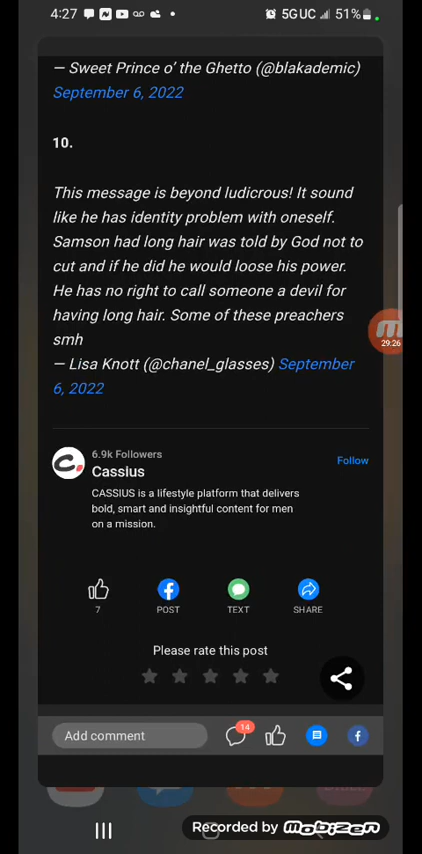 4:27
5GUC
51%
— Sweet Prince o' the Ghetto (@blakademic)
September 6, 2022
10.
This message is beyond ludicrous! It sound
like he has identity problem with oneself.
Samson had long hair was told by God not to
cut and if he did he would loose his power.
He has no right to call someone a devil for
having long hair. Some of these preachers
smh
— Lisa Knott (@chanel_glasses) September
6, 2022
29:26
6.9k Followers
Cassius
Follow
CASSIUS is a lifestyle platform that delivers
bold, smart and insightful content for men
on a mission.
7
POST
TEXT
SHARE
Please rate this post
Add comment
14
Recorded by mobizen